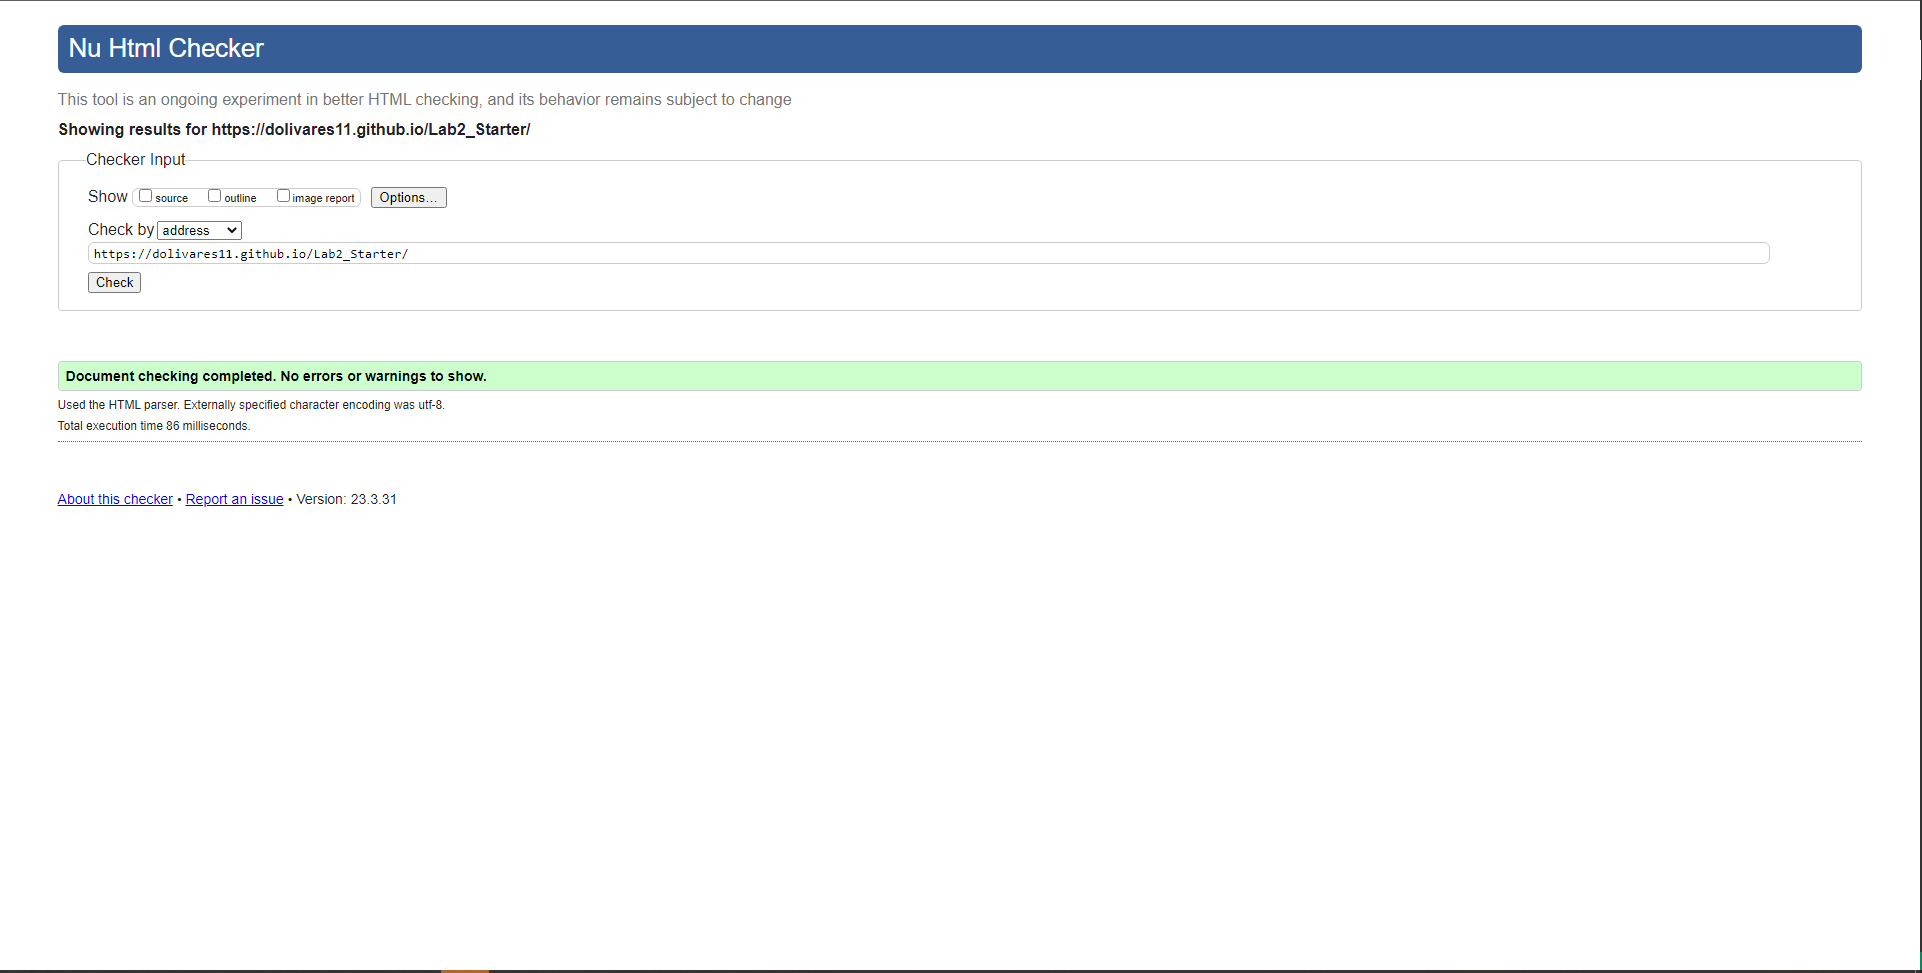 Nu Html Checker
This tool is an ongoing experiment in better HTML checking, and its behavior remains subject to change
Showing results for https://dolivares11.github.io/Lab2_Starter/
Checker Input
Show source outline image report Options...
Check by address
https://dolivares11.github.io/Lab2_Starter/
Check
Document checking completed. No errors or warnings to show.
Used the HTML parser. Externally specified character encoding was utf-8.
Total execution time 86 milliseconds.
About this checker • Report an issue • Version: 23.3.31